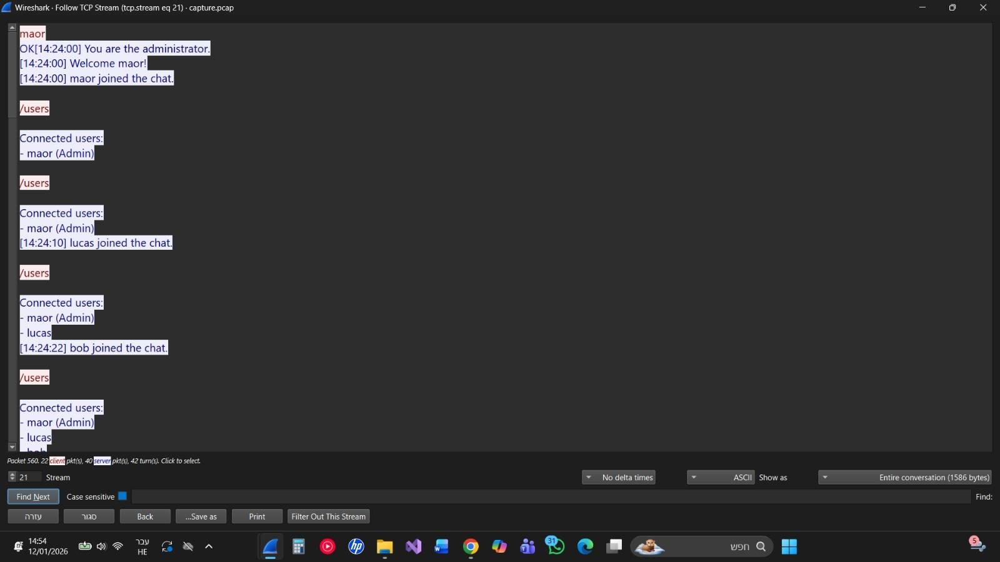 Wireshark · Follow TCP Stream (tcp.stream eq 21) · capture.pcap
maor
OK[14:24:00] You are the administrator.
[14:24:00] Welcome maor!
[14:24:00] maor joined the chat.
/users
Connected users:
- maor (Admin)
/users
Connected users:
- maor (Admin)
[14:24:10] lucas joined the chat.
/users
Connected users:
- maor (Admin)
- lucas
[14:24:22] bob joined the chat.
/users
Connected users:
- maor (Admin)
- lucas
- bob
Packet 560. 22 client pkt(s), 40 server pkt(s), 42 turn(s). Click to select.
21 Stream No delta times ASCII Show as Entire conversation (1586 bytes)
Find Next Case sensitive Find:
עזרה סגור Back ...Save as Print Filter Out This Stream
14:54 עבר 31 חפש 5
12/01/2026 HE